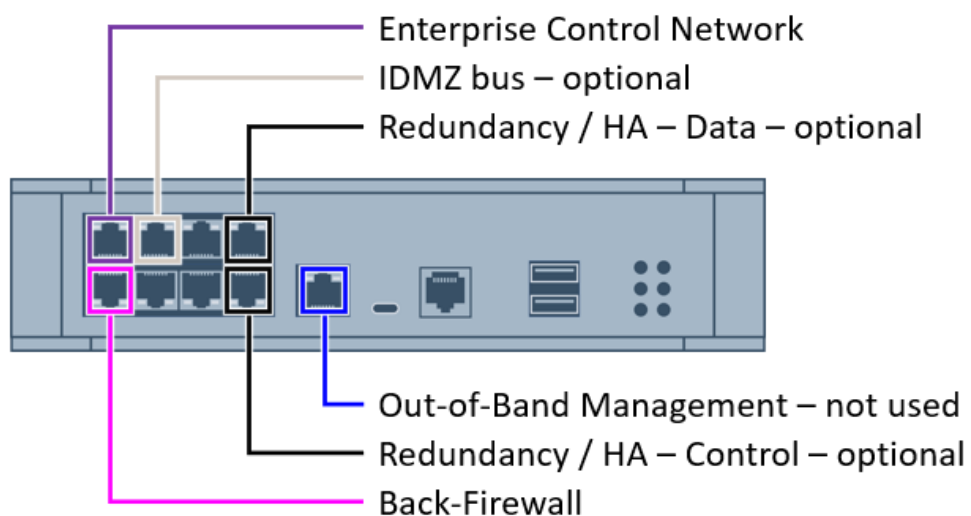 Enterprise Control Network
IDMZ bus – optional
Redundancy / HA – Data – optional
Out-of-Band Management – not used
Redundancy / HA – Control – optional
Back-Firewall